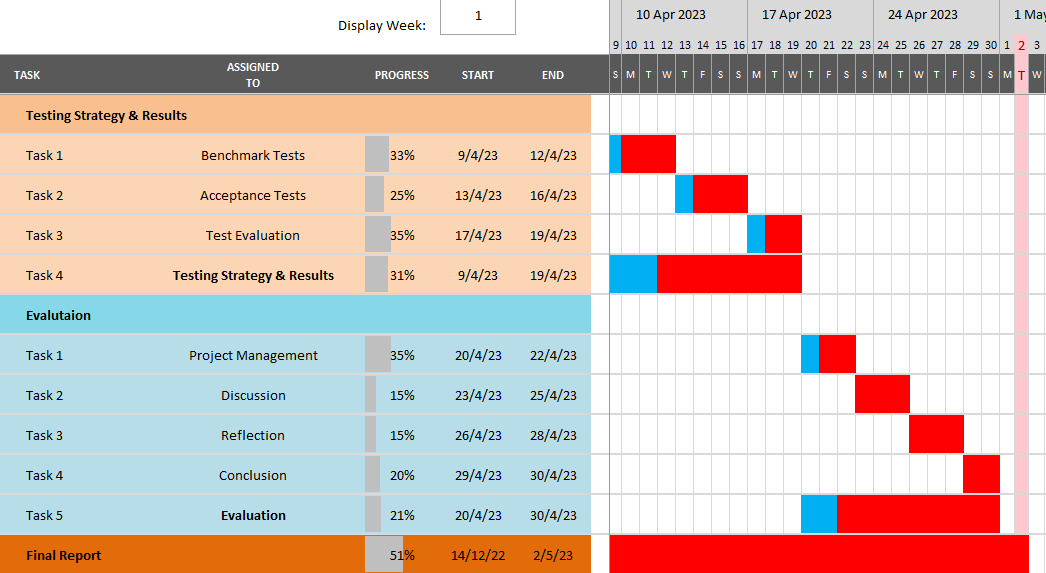 Display Week: 1
10 Apr 2023 17 Apr 2023 24 Apr 2023 1 May
9 10 11 12 13 14 15 16 17 18 19 20 21 22 23 24 25 26 27 28 29 30 1 2 3
TASK ASSIGNED TO PROGRESS START END S M T W T F S S M T W T F S S M T W T F S S M T W
Testing Strategy & Results
Task 1 Benchmark Tests 33% 9/4/23 12/4/23
Task 2 Acceptance Tests 25% 13/4/23 16/4/23
Task 3 Test Evaluation 35% 17/4/23 19/4/23
Task 4 Testing Strategy & Results 31% 9/4/23 19/4/23
Evalutaion
Task 1 Project Management 35% 20/4/23 22/4/23
Task 2 Discussion 15% 23/4/23 25/4/23
Task 3 Reflection 15% 26/4/23 28/4/23
Task 4 Conclusion 20% 29/4/23 30/4/23
Task 5 Evaluation 21% 20/4/23 30/4/23
Final Report 51% 14/12/22 2/5/23